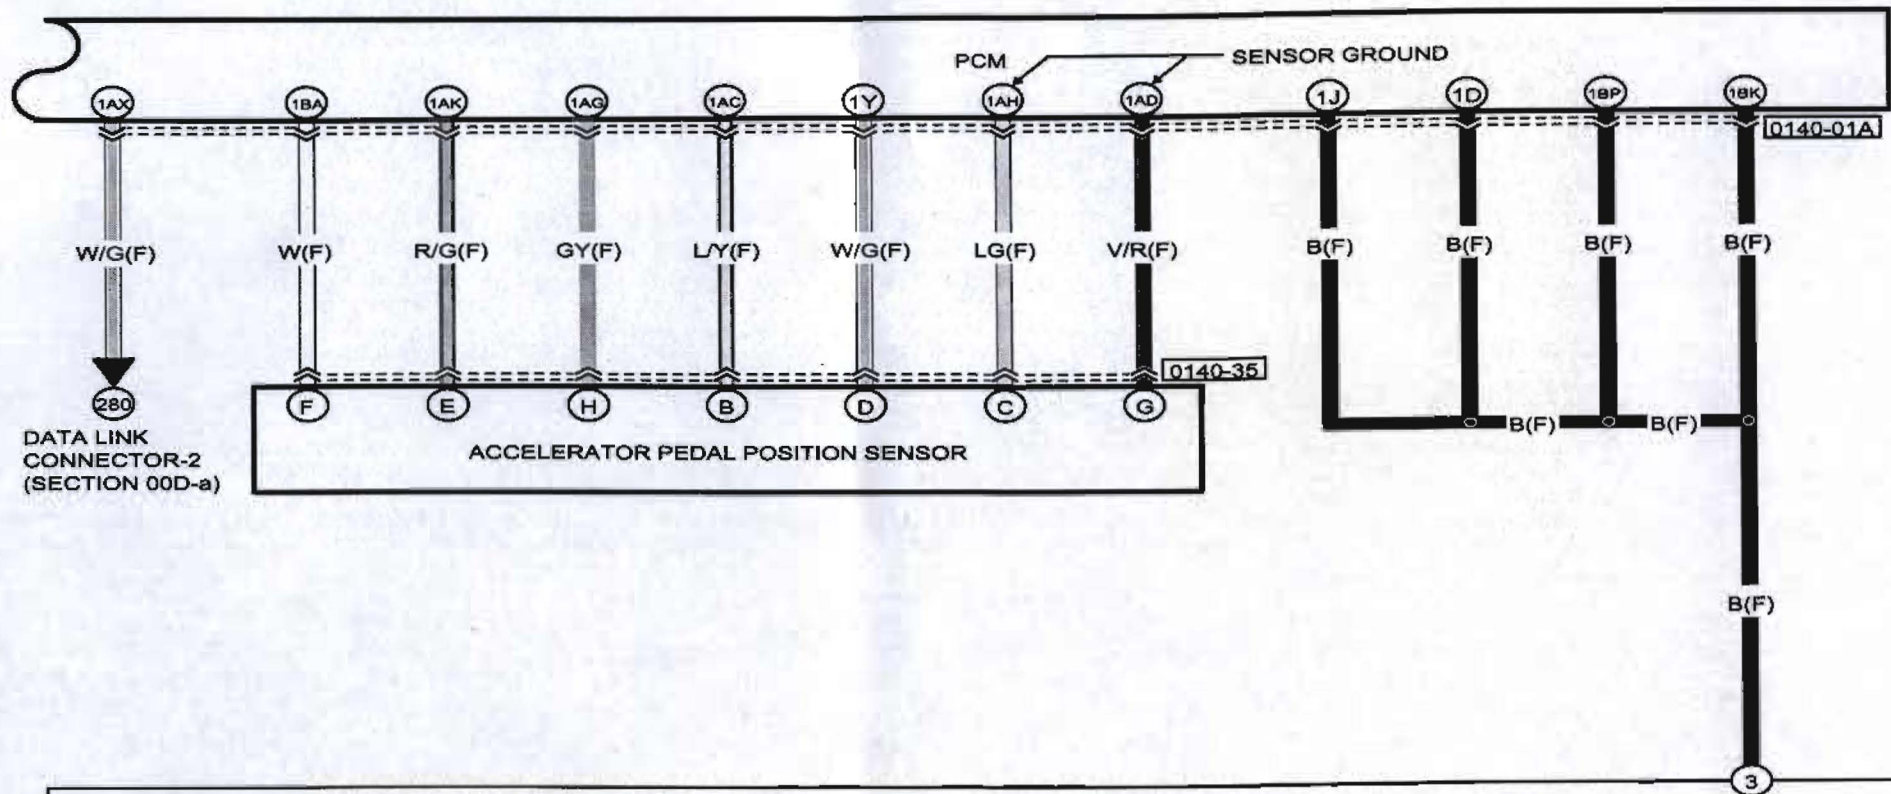 PCM
SENSOR GROUND
1AX 1BA 1AK 1AG 1AC 1Y 1AH 1AD 1J 1D 1BP 1BK
0140-01A
W/G(F) W(F) R/G(F) GY(F) L/Y(F) W/G(F) LG(F) V/R(F) B(F) B(F) B(F) B(F)
0140-35
280 F E H B D C G
B(F) B(F)
DATA LINK
CONNECTOR-2
(SECTION 00D-a)
ACCELERATOR PEDAL POSITION SENSOR
B(F)
3